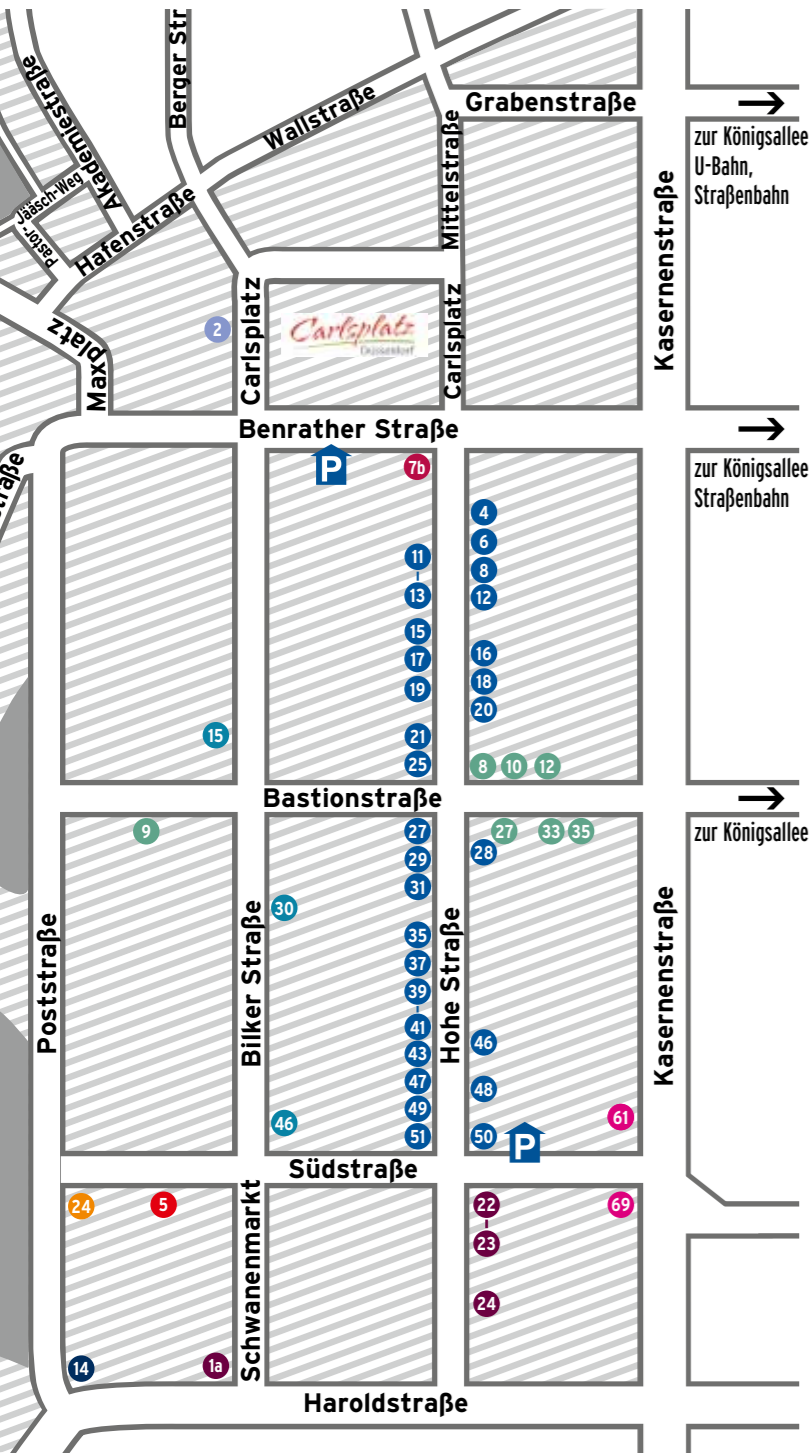 Akademiestraße
Berger Str
Wallstraße
Grabenstraße
zur Königsallee
U-Bahn,
Straßenbahn
Pastor-
Jääsch-Weg
Hafenstraße
Mittelstraße
Kasernenstraße
Maxplatz
2
Carlsplatz
Carlsplatz
Düsseldorf
Carlsplatz
Benrather Straße
zur Königsallee
Straßenbahn
traße
P
7b
4
11
6
8
13
12
15
16
17
18
19
20
15
21
25
8
10
12
Bastionstraße
zur Königsallee
9
27
27
33
35
28
29
31
30
35
37
39
41
43
46
47
48
49
46
51
50
P
61
Poststraße
Bilker Straße
Hohe Straße
Kasernenstraße
Südstraße
24
5
Schwanenmarkt
22
69
23
24
14
1a
Haroldstraße